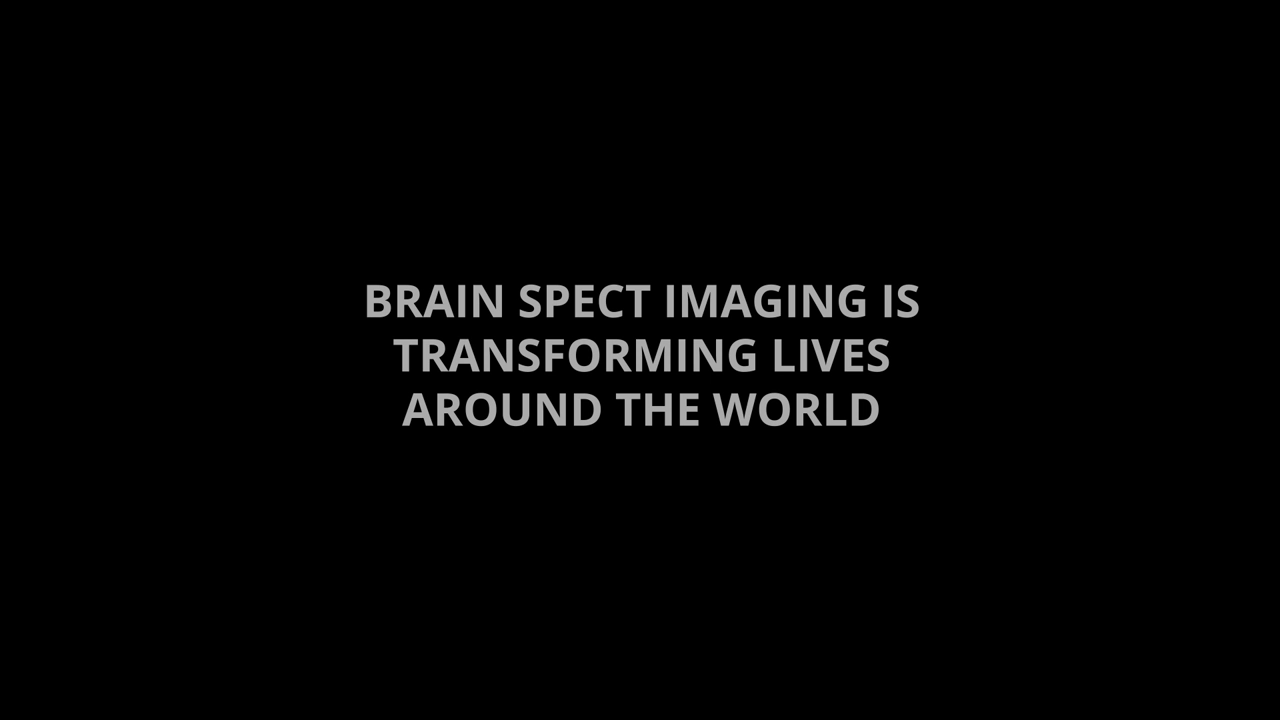 BRAIN SPECT IMAGING IS
TRANSFORMING LIVES
AROUND THE WORLD